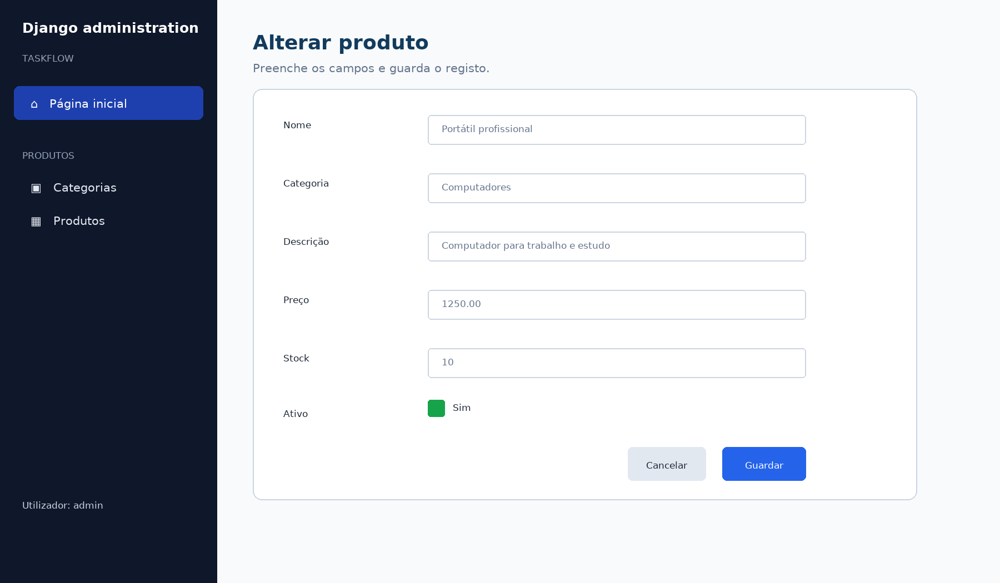 Django administration
TASKFLOW
Página inicial
PRODUTOS
Categorias
Produtos
Utilizador: admin
Alterar produto
Preenche os campos e guarda o registo.
Nome
Portátil profissional
Categoria
Computadores
Descrição
Computador para trabalho e estudo
Preço
1250.00
Stock
10
Ativo
Sim
Cancelar
Guardar